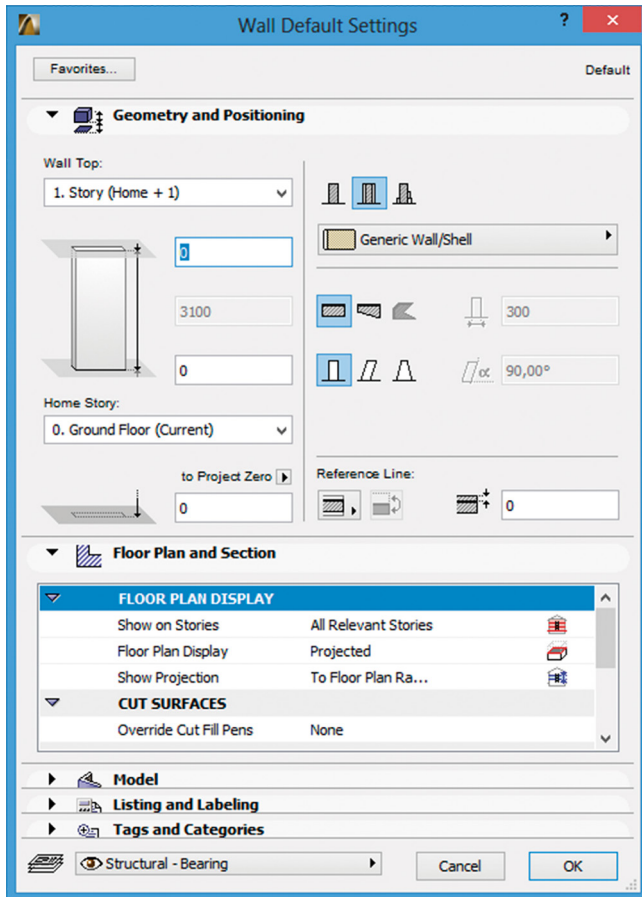 Wall Default Settings ?
Favorites... Default
Geometry and Positioning
Wall Top:
1. Story (Home + 1)
0
Generic Wall/Shell
3100 300
0 α 90,00°
Home Story:
0. Ground Floor (Current)
to Project Zero Reference Line:
0 0
Floor Plan and Section
FLOOR PLAN DISPLAY
Show on Stories All Relevant Stories
Floor Plan Display Projected
Show Projection To Floor Plan Ra...
CUT SURFACES
Override Cut Fill Pens None
Model
Listing and Labeling
Tags and Categories
Structural - Bearing Cancel OK